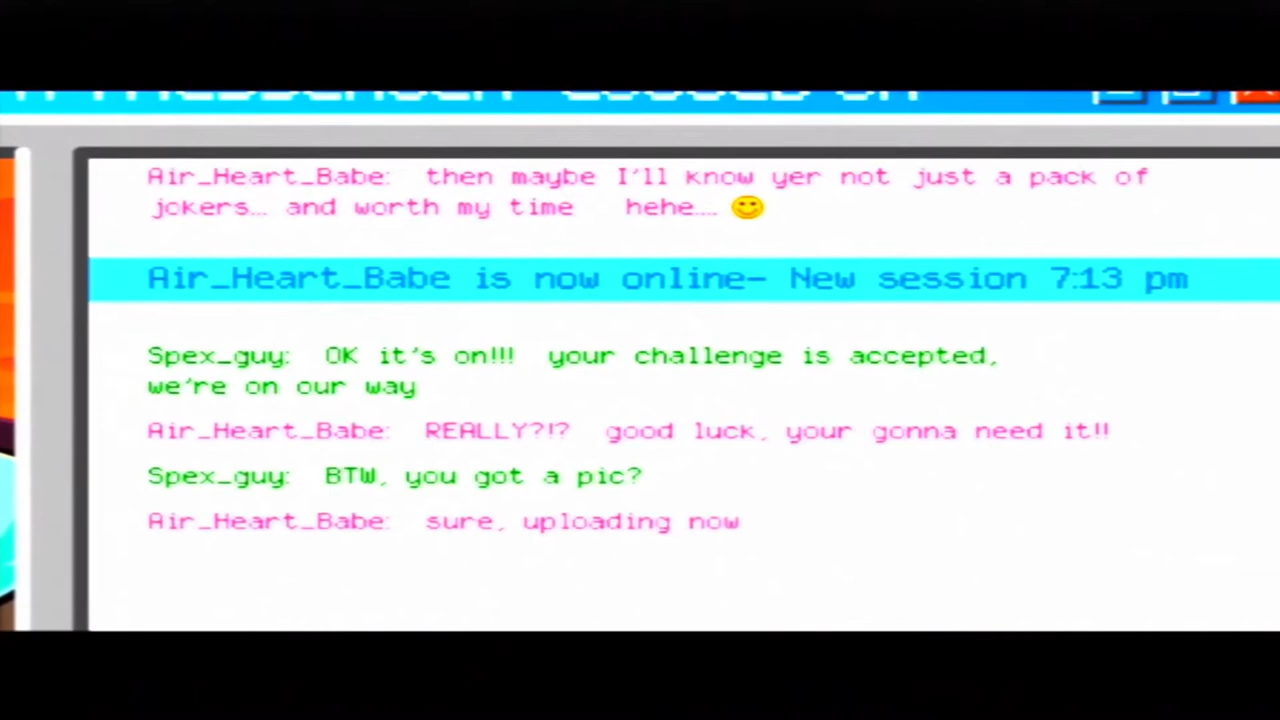 Air_Heart_Babe: then maybe I'll know yer not just a pack of
jokers... and worth my time hehe....
Air_Heart_Babe is now online- New session 7:13 pm
Spex_guy: OK it's on!!! your challenge is accepted,
we're on our way
Air_Heart_Babe: REALLY?!? good luck, your gonna need it!!
Spex_guy: BTW, you got a pic?
Air_Heart_Babe: sure, uploading now